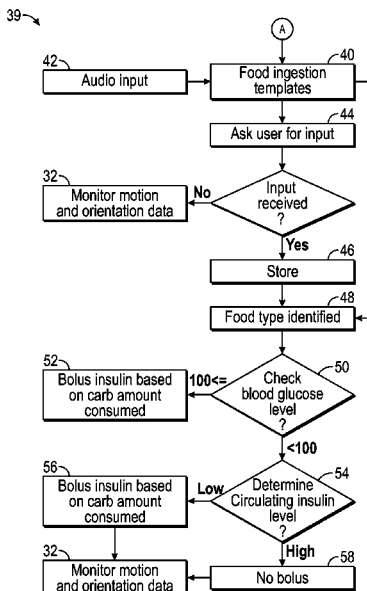 39
A
42
Audio input
40
Food ingestion
templates
44
Ask user for input
32
Monitor motion
and orientation data
No
Input
received
?
Yes
46
Store
48
Food type identified
52
Bolus insulin based
on carb amount
consumed
100<=
50
Check
blood glucose
level
?
<100
56
Bolus insulin based
on carb amount
consumed
Low
54
Determine
Circulating insulin
level
?
High
32
Monitor motion
and orientation data
58
No bolus